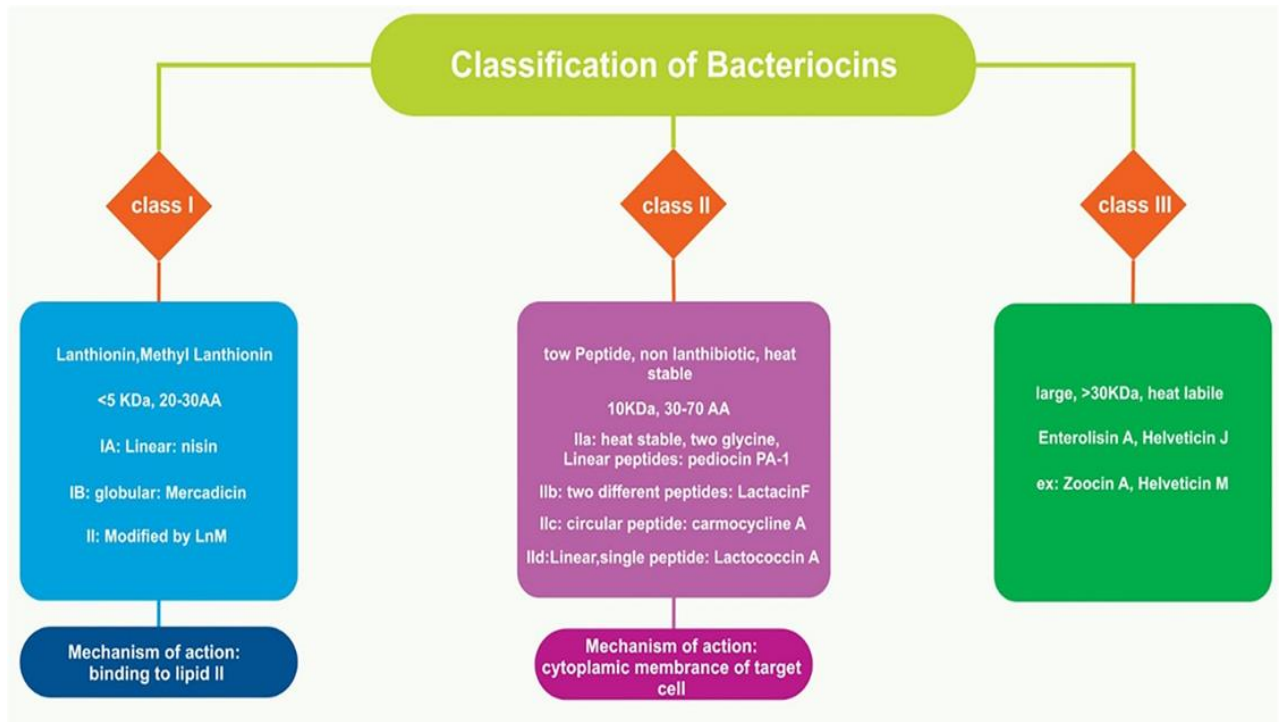 Classification of Bacteriocins
class I
class II
class III
Lanthionin,Methyl Lanthionin
<5 KDa, 20-30AA
IA: Linear: nisin
IB: globular: Mercadicin
II: Modified by LnM
Mechanism of action:
binding to lipid II
tow Peptide, non lanthibiotic, heat
stable
10KDa, 30-70 AA
IIa: heat stable, two glycine,
Linear peptides: pediocin PA-1
IIb: two different peptides: LactacinF
IIc: circular peptide: carmocycline A
IId:Linear,single peptide: Lactococcin A
Mechanism of action:
cytoplamic membrance of target
cell
large, >30KDa, heat labile
Enterolisin A, Helveticin J
ex: Zoocin A, Helveticin M